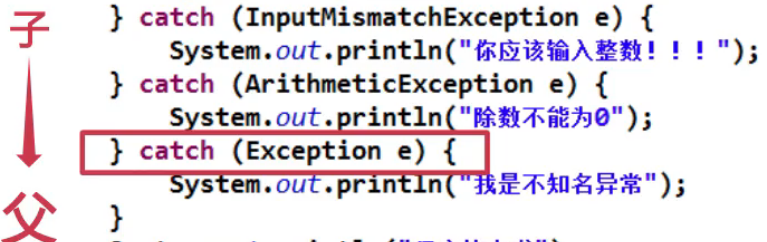 子
} catch (InputMismatchException e) {
System.out.println("你应该输入整数！！！");
} catch (ArithmeticException e) {
System.out.println("除数不能为0");
} catch (Exception e) {
System.out.println("我是不知名异常");
}
父